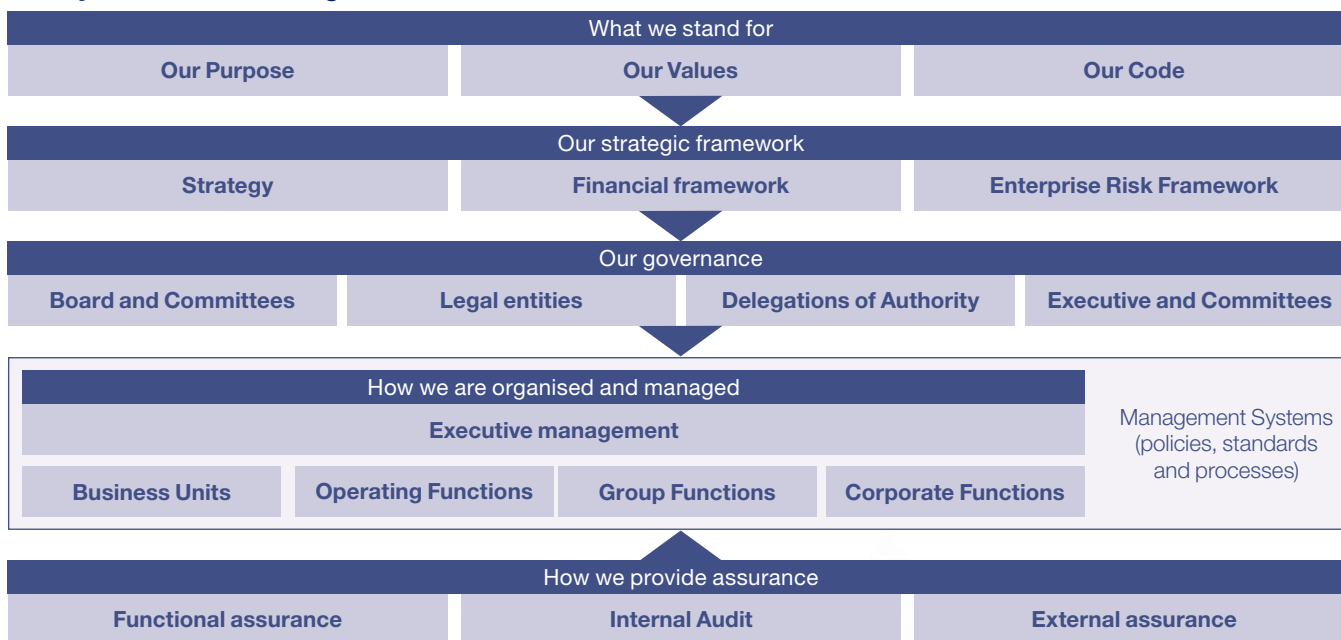 What we stand for
Our Purpose
Our Values
Our Code
Our strategic framework
Strategy
Financial framework
Enterprise Risk Framework
Our governance
Board and Committees
Legal entities
Delegations of Authority
Executive and Committees
How we are organised and managed
Executive management
Business Units
Operating Functions
Group Functions
Corporate Functions
Management Systems
(policies, standards
and processes)
How we provide assurance
Functional assurance
Internal Audit
External assurance